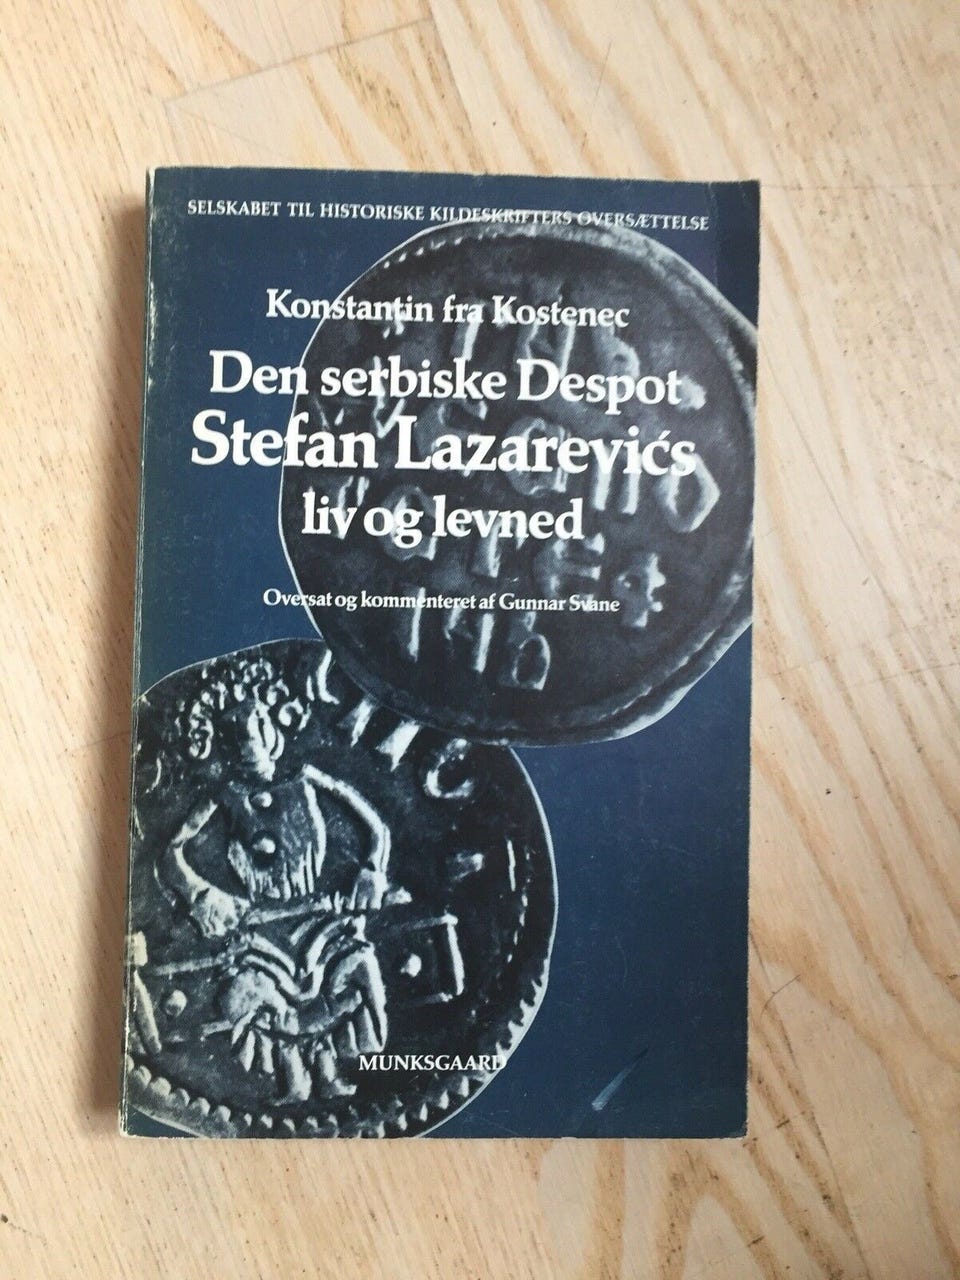 SELSKABET TIL HISTORISKE KILDESKRIFTERS OVERSÆTTELSE
Konstantin fra Kostenec
Den serbiske Despot
Stefan Lazarevićs
liv og levned
Oversat og kommenteret af Gunnar Svane
MUNKSGAARD